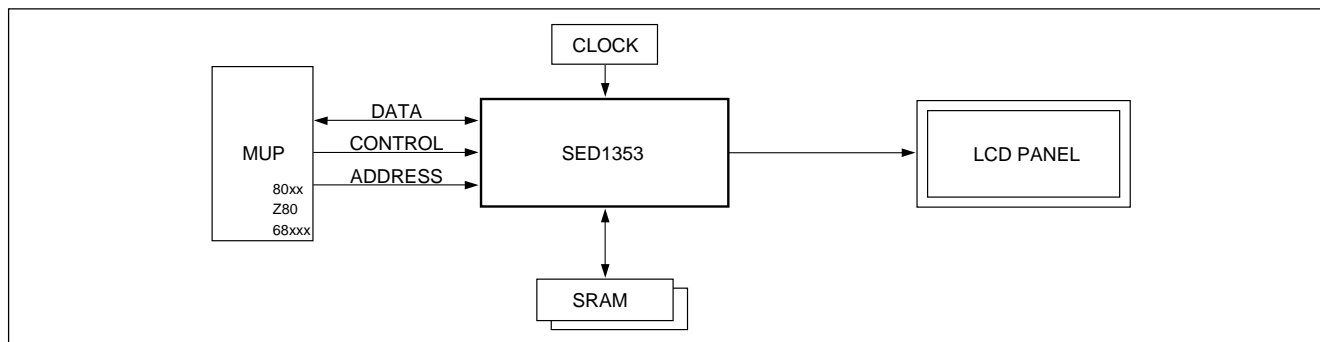 CLOCK
DATA
CONTROL
ADDRESS
MUP
80xx
Z80
68xxx
SED1353
LCD PANEL
SRAM